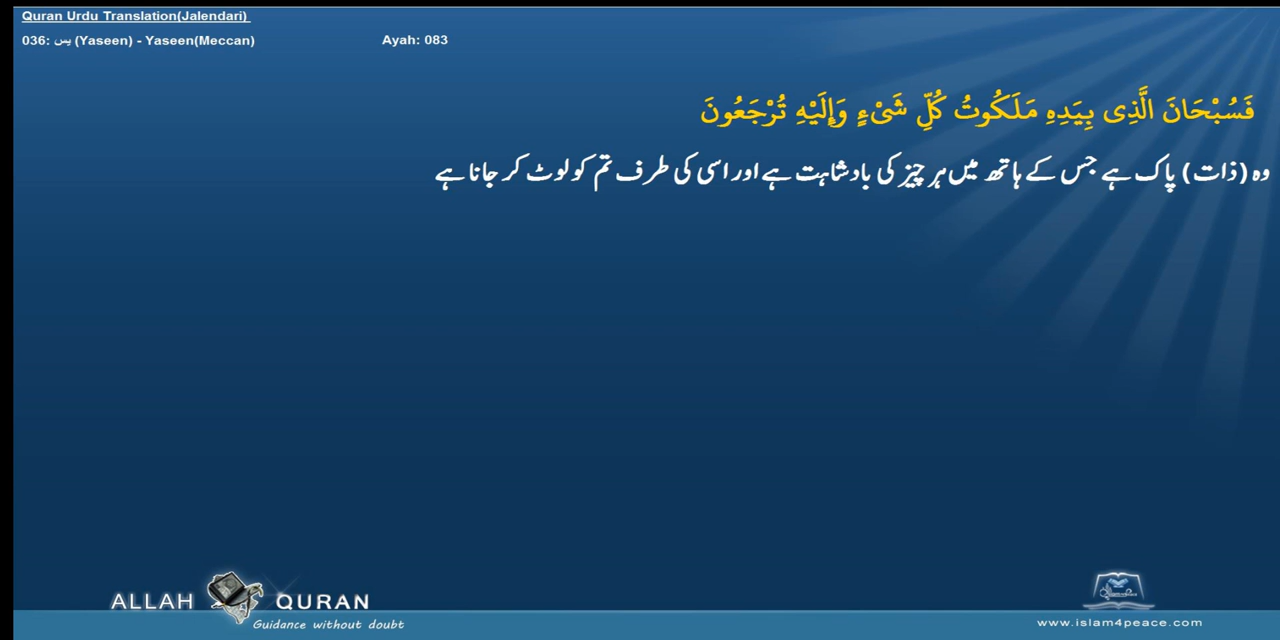 Quran Urdu Translation(Jalendari)
036: يس (Yaseen) - Yaseen(Meccan) Ayah: 083
فَسُبْحَانَ الَّذِى بِيَدِهِ مَلَكُوتُ كُلِّ شَىْءٍ وَإِلَيْهِ تُرْجَعُونَ
وہ (ذات) پاک ہے جس کے ہاتھ میں ہر چیز کی بادشاہت ہے اور اسی کی طرف تم کو لوٹ کر جانا ہے
ALLAH QURAN
Guidance without doubt
www.islam4peace.com